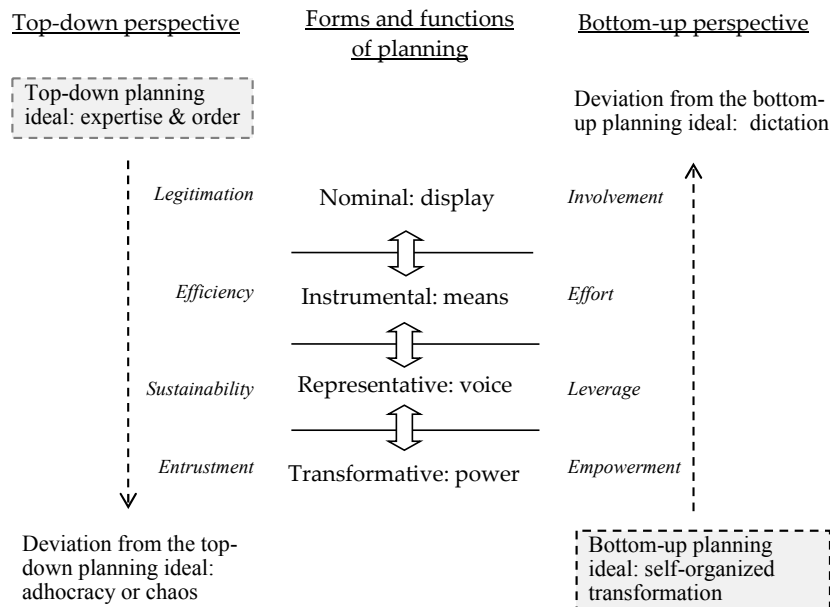 Top-down perspective
Forms and functions
of planning
Bottom-up perspective
Top-down planning
ideal: expertise & order
Deviation from the bottom-
up planning ideal: dictation
Legitimation
Nominal: display
Involvement
Efficiency
Instrumental: means
Effort
Sustainability
Representative: voice
Leverage
Entrustment
Transformative: power
Empowerment
Deviation from the top-
down planning ideal:
adhocracy or chaos
Bottom-up planning
ideal: self-organized
transformation